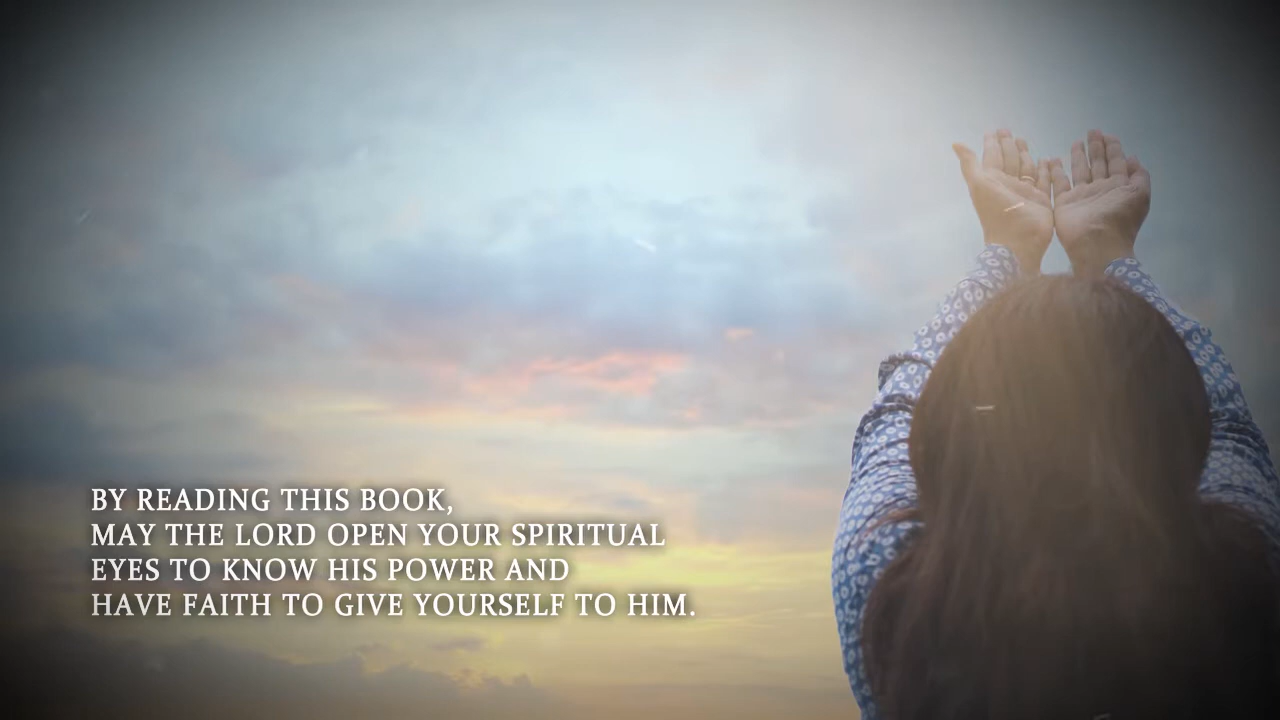 BY READING THIS BOOK,
MAY THE LORD OPEN YOUR SPIRITUAL
EYES TO KNOW HIS POWER AND
HAVE FAITH TO GIVE YOURSELF TO HIM.